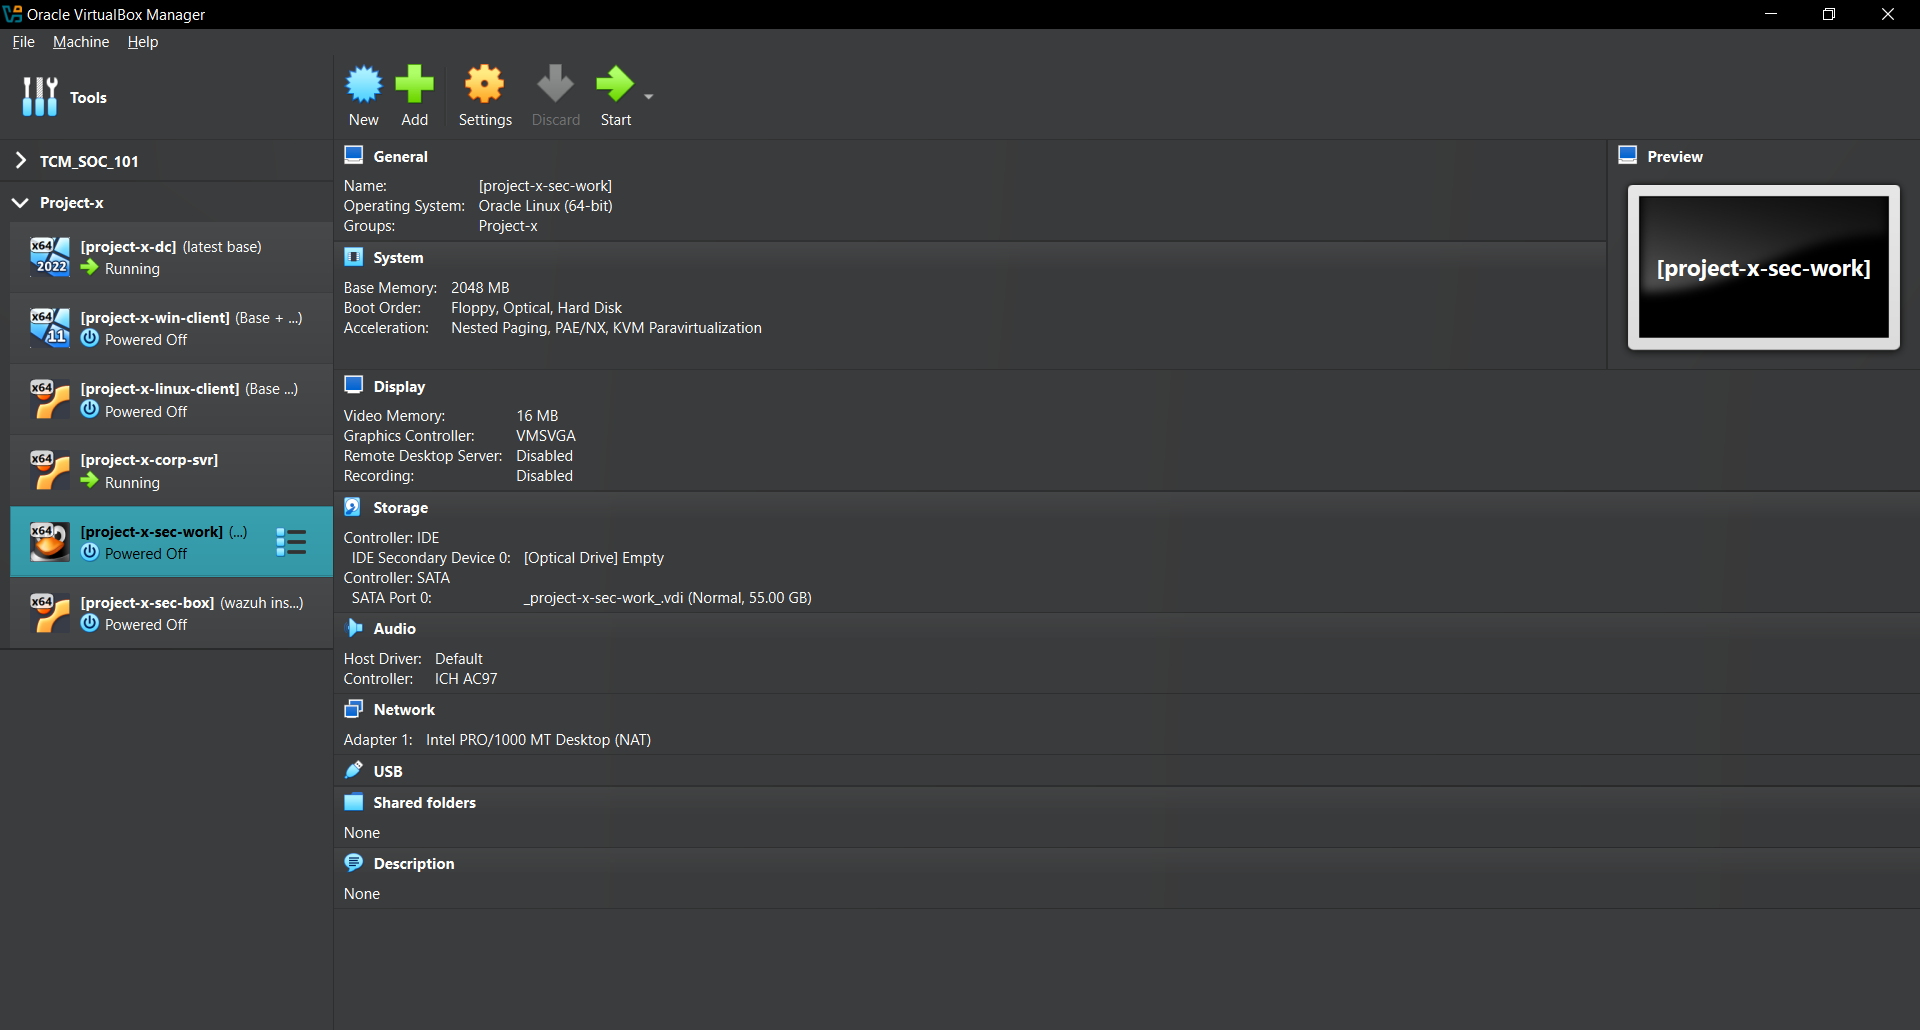 Oracle VirtualBox Manager
File Machine Help
Tools
New Add Settings Discard Start
TCM_SOC_101
Project-x
x64 2022 [project-x-dc] (latest base)
Running
x64 11 [project-x-win-client] (Base + ...)
Powered Off
x64 [project-x-linux-client] (Base ...)
Powered Off
x64 [project-x-corp-svr]
Running
x64 [project-x-sec-work] (...)
Powered Off
x64 [project-x-sec-box] (wazuh ins...)
Powered Off
General
Name: [project-x-sec-work]
Operating System: Oracle Linux (64-bit)
Groups: Project-x
System
Base Memory: 2048 MB
Boot Order: Floppy, Optical, Hard Disk
Acceleration: Nested Paging, PAE/NX, KVM Paravirtualization
Preview
[project-x-sec-work]
Display
Video Memory: 16 MB
Graphics Controller: VMSVGA
Remote Desktop Server: Disabled
Recording: Disabled
Storage
Controller: IDE
IDE Secondary Device 0: [Optical Drive] Empty
Controller: SATA
SATA Port 0: _project-x-sec-work_.vdi (Normal, 55.00 GB)
Audio
Host Driver: Default
Controller: ICH AC97
Network
Adapter 1: Intel PRO/1000 MT Desktop (NAT)
USB
Shared folders
None
Description
None